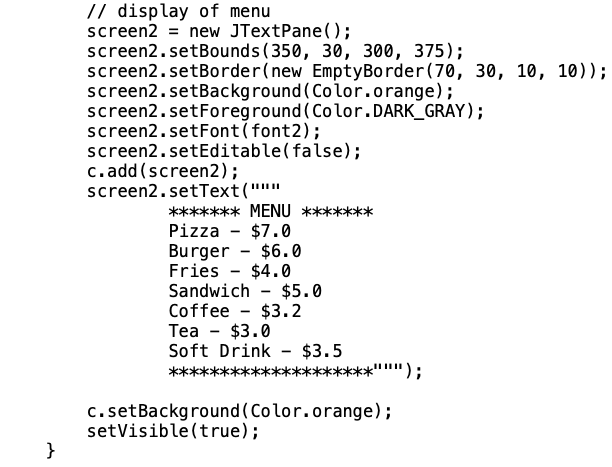 // display of menu
screen2 = new JTextPane();
screen2.setBounds(350, 30, 300, 375);
screen2.setBorder(new EmptyBorder(70, 30, 10, 10));
screen2.setBackground(Color.orange);
screen2.setForeground(Color.DARK_GRAY);
screen2.setFont(font2);
screen2.setEditable(false);
c.add(screen2);
screen2.setText("""
******* MENU *******
Pizza – $7.0
Burger – $6.0
Fries – $4.0
Sandwich – $5.0
Coffee – $3.2
Tea – $3.0
Soft Drink – $3.5
********************""");
c.setBackground(Color.orange);
setVisible(true);
}